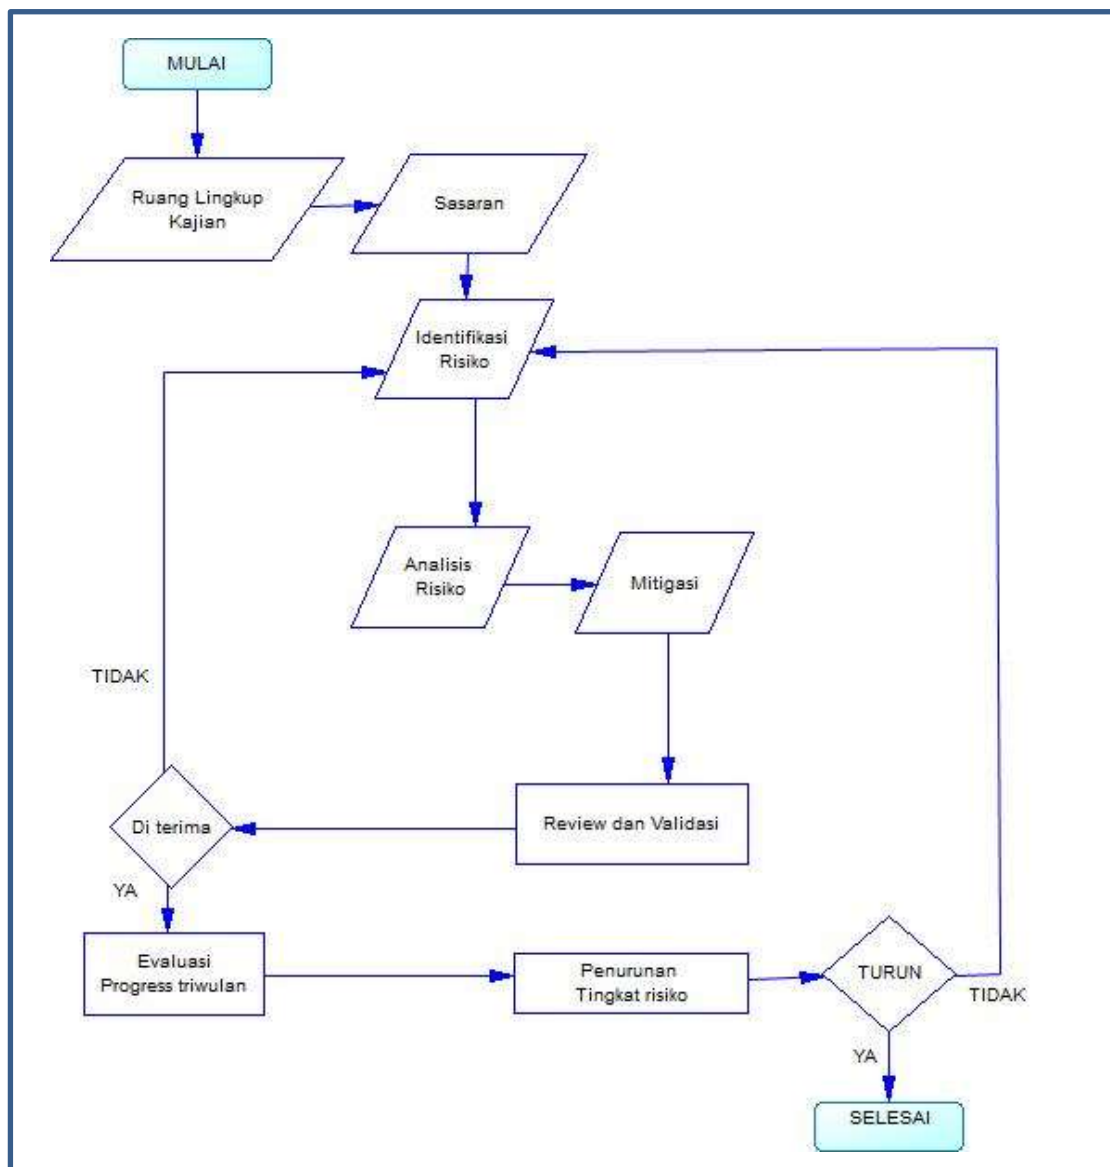 MULAI
Ruang Lingkup
Kajian
Sasaran
Identifikasi
Risiko
Analisis
Risiko
Mitigasi
TIDAK
Di terima
Review dan Validasi
YA
Evaluasi
Progress triwulan
Penurunan
Tingkat risiko
TURUN
TIDAK
YA
SELESAI